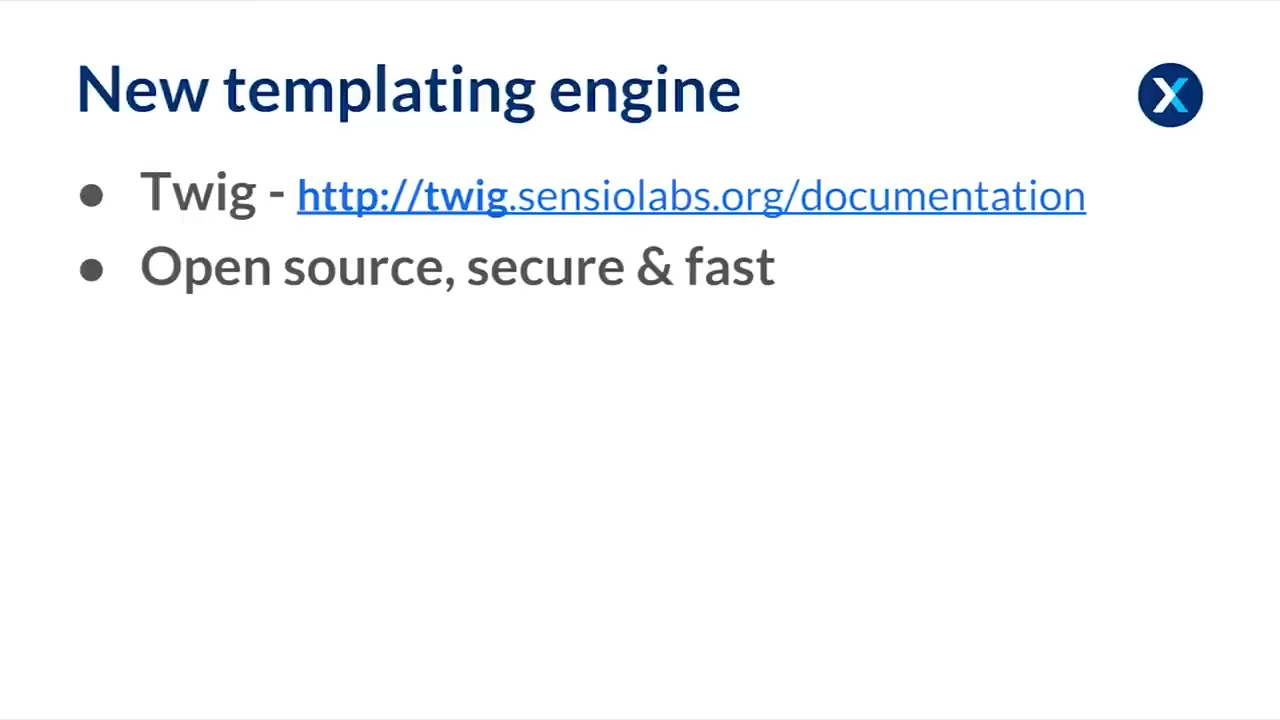 New templating engine
● Twig - http://twig.sensiolabs.org/documentation
● Open source, secure & fast